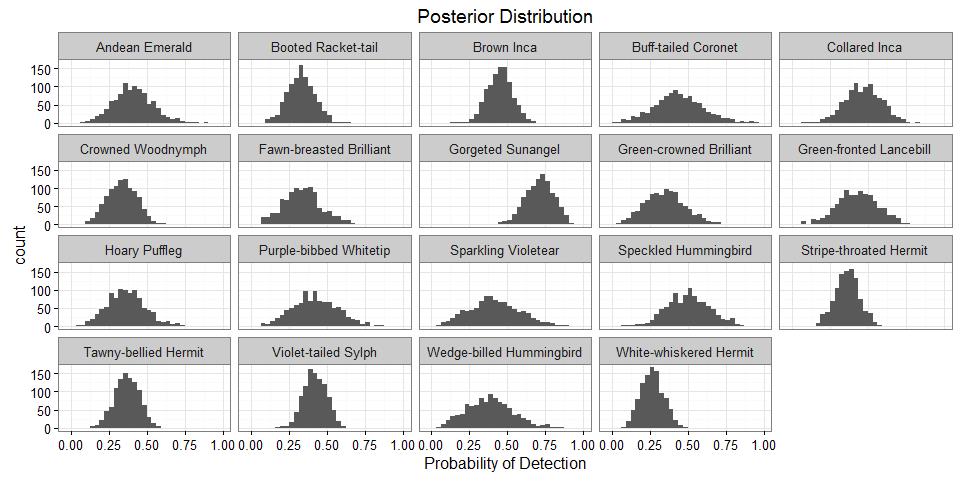 Posterior Distribution
Andean Emerald Booted Racket-tail Brown Inca Buff-tailed Coronet Collared Inca
150
100
50
0
Crowned Woodnymph Fawn-breasted Brilliant Gorgeted Sunangel Green-crowned Brilliant Green-fronted Lancebill
150
100
50
0
count
Hoary Puffleg Purple-bibbed Whitetip Sparkling Violetear Speckled Hummingbird Stripe-throated Hermit
150
100
50
0
Tawny-bellied Hermit Violet-tailed Sylph Wedge-billed Hummingbird White-whiskered Hermit
150
100
50
0
0.00 0.25 0.50 0.75 1.00 0.00 0.25 0.50 0.75 1.00 0.00 0.25 0.50 0.75 1.00 0.00 0.25 0.50 0.75 1.00
Probability of Detection